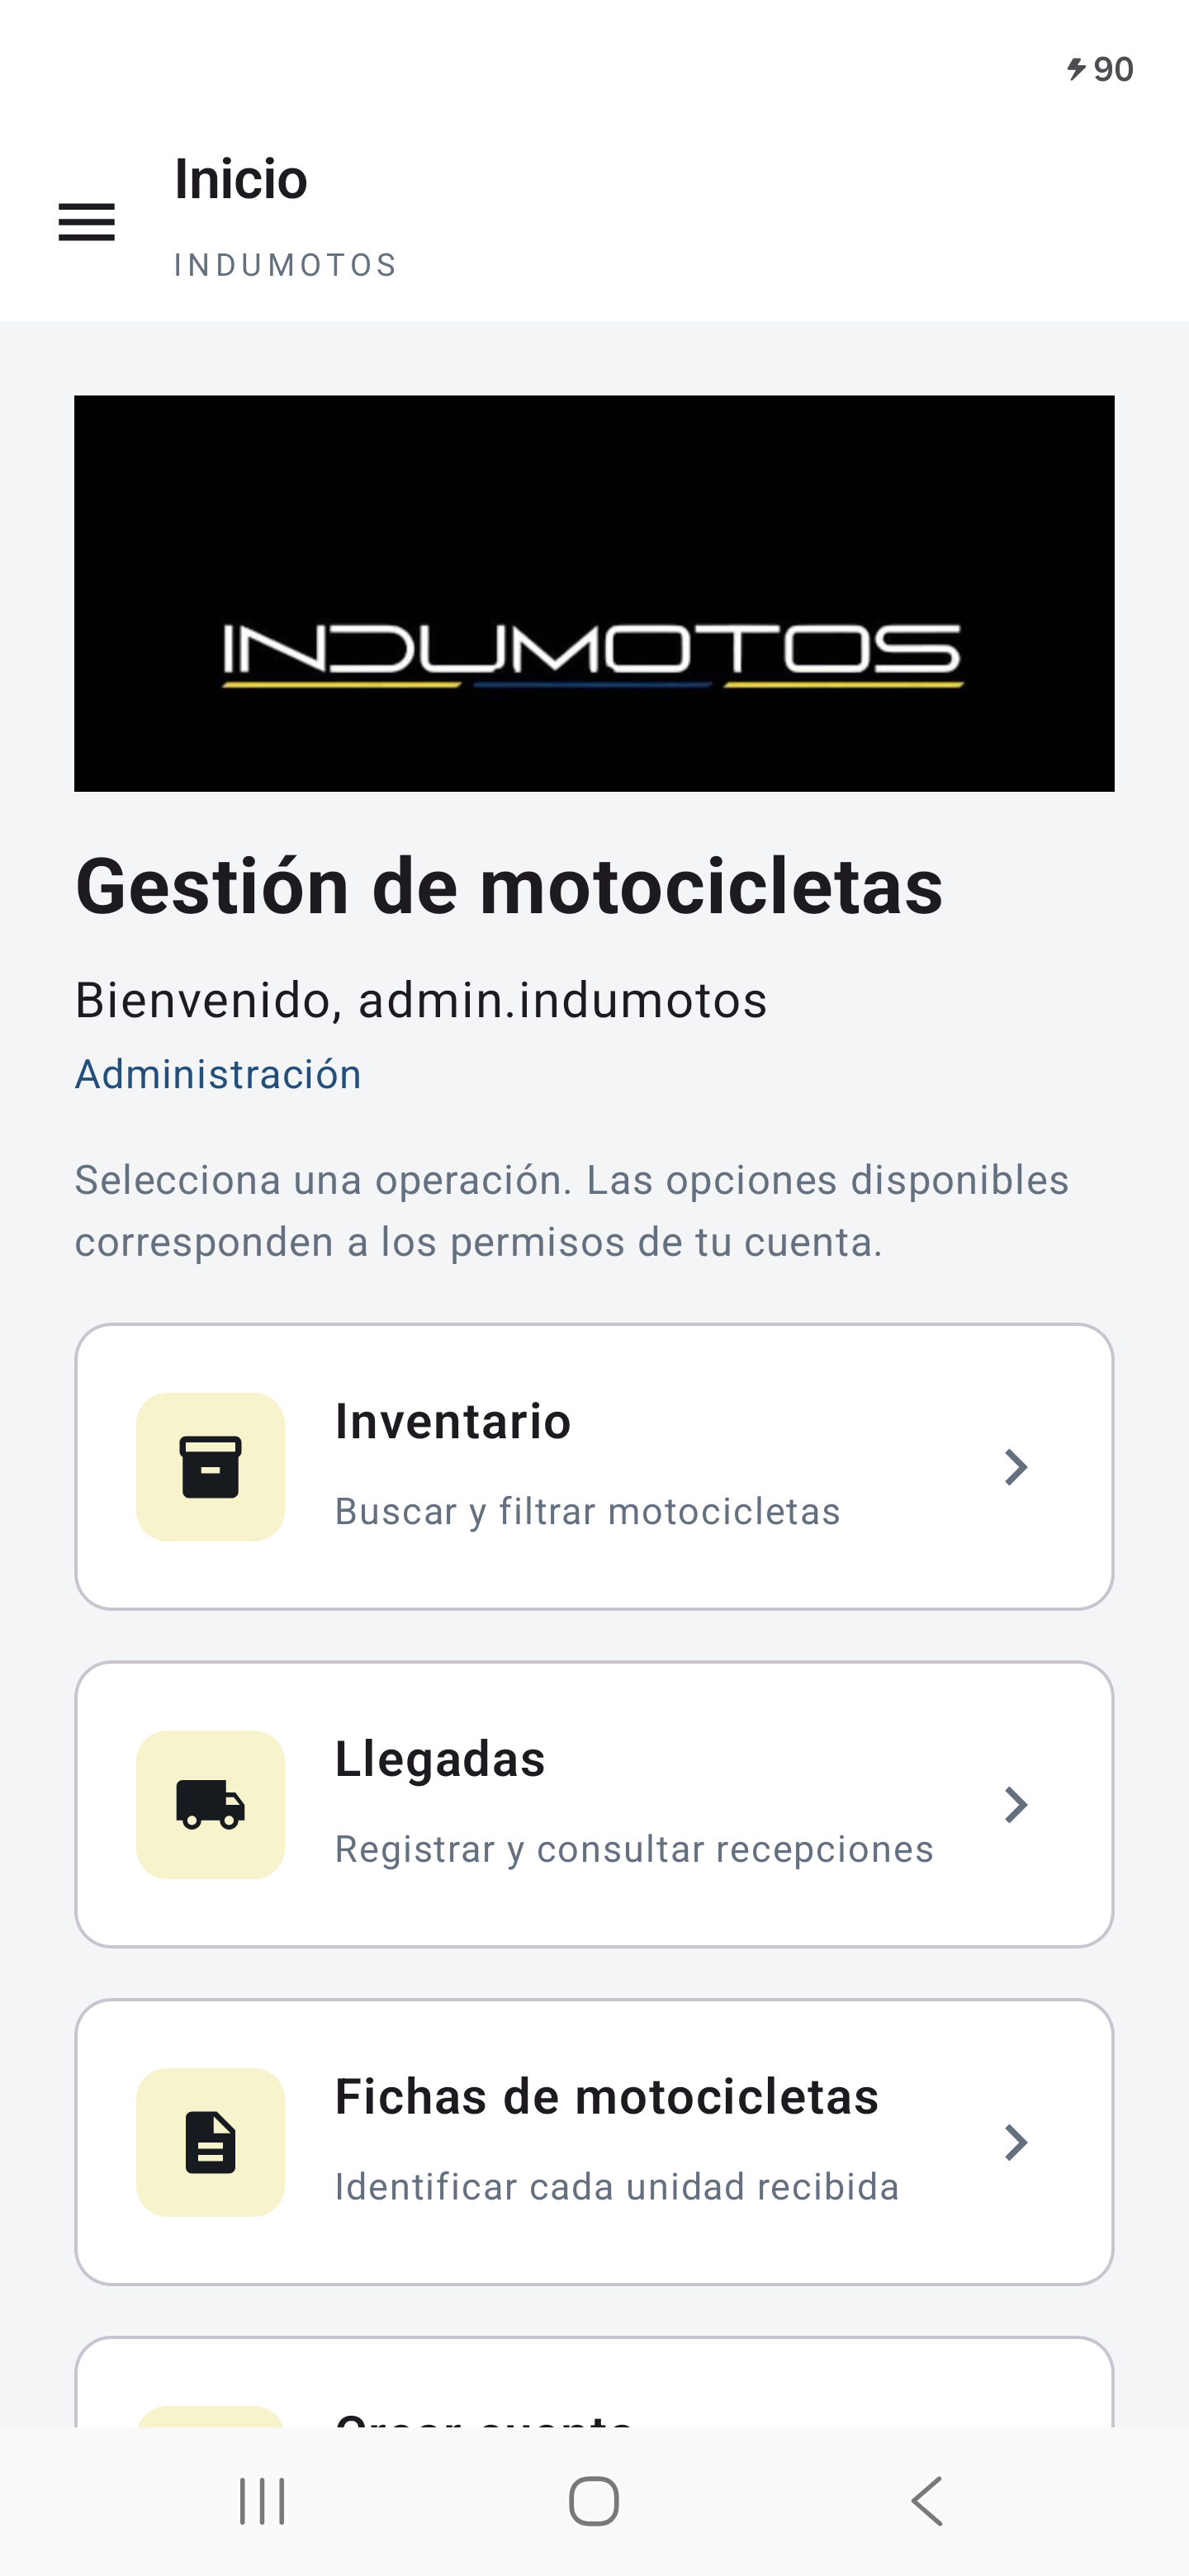 90
Inicio
INDUMOTOS
INDUMOTOS
Gestión de motocicletas
Bienvenido, admin.indumotos
Administración
Selecciona una operación. Las opciones disponibles
corresponden a los permisos de tu cuenta.
Inventario
Buscar y filtrar motocicletas
Llegadas
Registrar y consultar recepciones
Fichas de motocicletas
Identificar cada unidad recibida
Crear cuenta